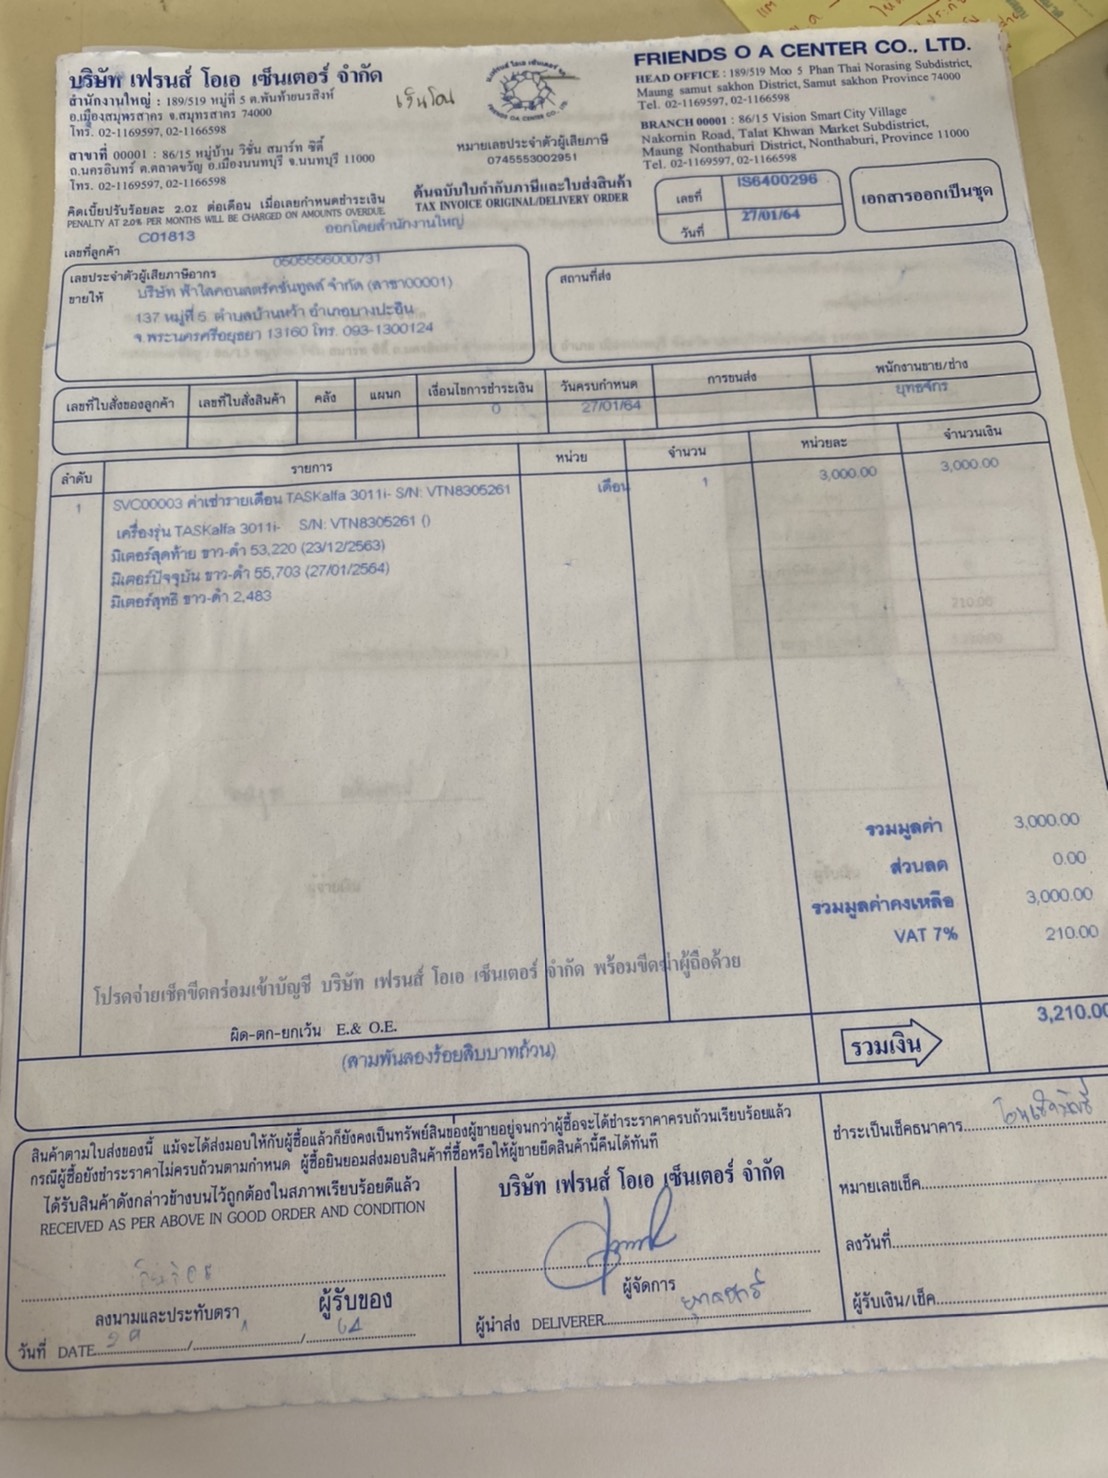 บริษัท เฟรนส์ โอเอ เซ็นเตอร์ จำกัด
สำนักงานใหญ่ : 189/519 หมู่ที่ 5 ต.พันท้ายนรสิงห์
อ.เมืองสมุทรสาคร จ.สมุทรสาคร 74000
โทร. 02-1169597, 02-1166598
สาขาที่ 00001 : 86/15 หมู่บ้าน วิชั่น สมาร์ท ซิตี้
ถ.นครอินทร์ ต.ตลาดขวัญ อ.เมืองนนทบุรี จ.นนทบุรี 11000
โทร. 02-1169597, 02-1166598
คิดเบี้ยปรับร้อยละ 2.0% ต่อเดือน เมื่อเลยกำหนดชำระเงิน
PENALTY AT 2.0% PER MONTHS WILL BE CHARGED ON AMOUNTS OVERDUE.
FRIENDS O A CENTER CO., LTD.
HEAD OFFICE : 189/519 Moo 5 Phan Thai Norasing Subdistrict,
Maung samut sakhon District, Samut sakhon Province 74000
Tel. 02-1169597, 02-1166598
BRANCH 00001 : 86/15 Vision Smart City Village
Nakornin Road, Talat Khwan Market Subdistrict,
Maung Nonthaburi District, Nonthaburi, Province 11000
Tel. 02-1169597, 02-1166598
หมายเลขประจำตัวผู้เสียภาษี
0745553002951
ต้นฉบับใบกำกับภาษีและใบส่งสินค้า
TAX INVOICE ORIGINAL/DELIVERY ORDER
ออกโดยสำนักงานใหญ่
เลขที่ IS6400296
วันที่ 27/01/64
เอกสารออกเป็นชุด
เลขที่ลูกค้า C01813
เลขประจำตัวผู้เสียภาษีอากร 0505556000731
ขายให้ บริษัท ฟ้าใสคอนสตรัคชั่นทูลส์ จำกัด (สาขา00001)
137 หมู่ที่ 5 ตำบลบ้านหว้า อำเภอบางปะอิน
จ.พระนครศรีอยุธยา 13160 โทร. 093-1300124
สถานที่ส่ง
เลขที่ใบสั่งของลูกค้า เลขที่ใบสั่งสินค้า คลัง แผนก เงื่อนไขการชำระเงิน วันครบกำหนด การขนส่ง พนักงานขาย/ช่าง
0 27/01/64 ยุทธจักร
ลำดับ รายการ หน่วย จำนวน หน่วยละ จำนวนเงิน
1 SVC00003 ค่าเช่ารายเดือน TASKalfa 3011i- S/N: VTN8305261 เดือน 1 3,000.00 3,000.00
เครื่องรุ่น TASKalfa 3011i- S/N: VTN8305261 ()
มิเตอร์สุดท้าย ขาว-ดำ 53,220 (23/12/2563)
มิเตอร์ปัจจุบัน ขาว-ดำ 55,703 (27/01/2564)
มิเตอร์สุทธิ ขาว-ดำ 2,483
รวมมูลค่า 3,000.00
ส่วนลด 0.00
รวมมูลค่าคงเหลือ 3,000.00
VAT 7% 210.00
โปรดจ่ายเช็คขีดคร่อมเข้าบัญชี บริษัท เฟรนส์ โอเอ เซ็นเตอร์ จำกัด พร้อมขีดฆ่าผู้ถือด้วย
ผิด-ตก-ยกเว้น E.& O.E.
(สามพันสองร้อยสิบบาทถ้วน)
รวมเงิน 3,210.00
สินค้าตามใบส่งของนี้ แม้จะได้ส่งมอบให้กับผู้ซื้อแล้วก็ยังคงเป็นทรัพย์สินของผู้ขายอยู่จนกว่าผู้ซื้อจะได้ชำระราคาครบถ้วนเรียบร้อยแล้ว
กรณีผู้ซื้อยังชำระราคาไม่ครบถ้วนตามกำหนด ผู้ซื้อยินยอมส่งมอบสินค้าที่ซื้อหรือให้ผู้ขายยึดสินค้านี้คืนได้ทันที
ได้รับสินค้าดังกล่าวข้างบนไว้ถูกต้องในสภาพเรียบร้อยดีแล้ว
RECEIVED AS PER ABOVE IN GOOD ORDER AND CONDITION
ลงนามและประทับตรา ผู้รับของ
วันที่ DATE 29 / 1 / 64
บริษัท เฟรนส์ โอเอ เซ็นเตอร์ จำกัด
ผู้จัดการ
ผู้นำส่ง DELIVERER ยุทธจักร
ชำระเป็นเช็คธนาคาร โอนเข้าบัญชี
หมายเลขเช็ค
ลงวันที่
ผู้รับเงิน/เช็ค